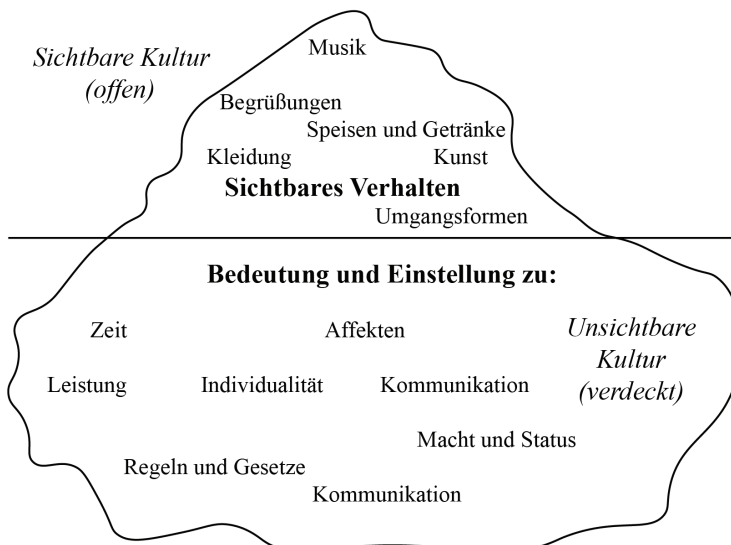 Musik
Sichtbare Kultur
(offen)
Begrüßungen
Speisen und Getränke
Kleidung
Kunst
Sichtbares Verhalten
Umgangsformen
Bedeutung und Einstellung zu:
Zeit
Affekten
Unsichtbare
Kultur
(verdeckt)
Leistung
Individualität
Kommunikation
Macht und Status
Regeln und Gesetze
Kommunikation